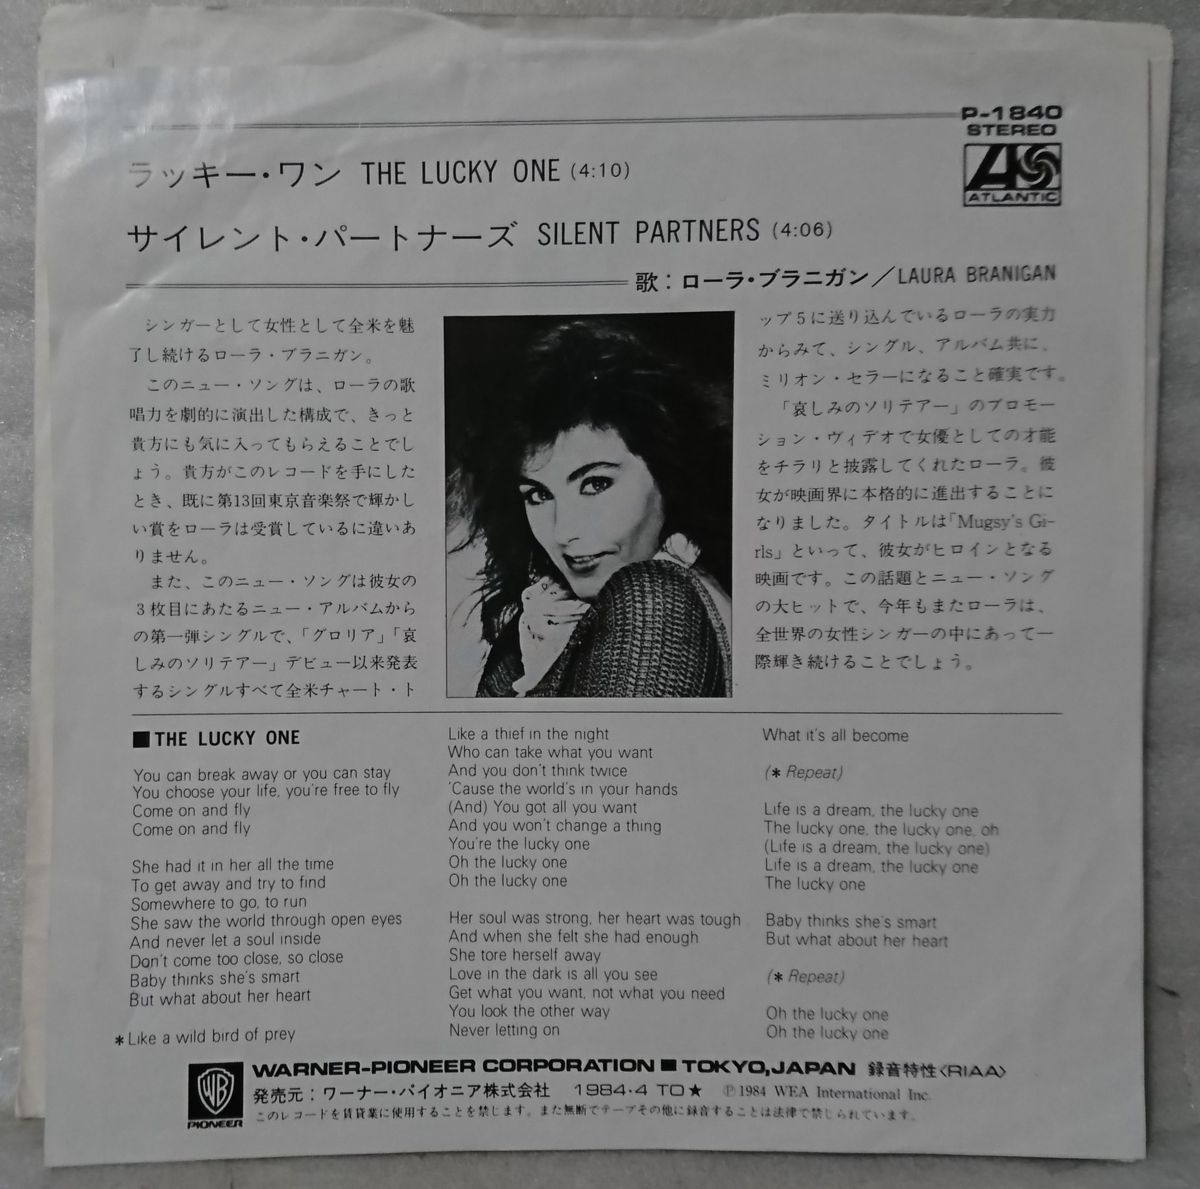 P-1840
STEREO
ATLANTIC
ラッキー・ワン THE LUCKY ONE (4:10)
サイレント・パートナーズ SILENT PARTNERS (4:06)
歌：ローラ・ブラニガン／LAURA BRANIGAN
シンガーとして女性として全米を魅
了し続けるローラ・ブラニガン。
このニュー・ソングは、ローラの歌
唱力を劇的に演出した構成で、きっと
貴方にも気に入ってもらえることでし
ょう。貴方がこのレコードを手にした
とき、既に第13回東京音楽祭で輝かし
い賞をローラは受賞しているに違いあ
りません。
また、このニュー・ソングは彼女の
3枚目にあたるニュー・アルバムから
の第一弾シングルで、「グロリア」「哀
しみのソリテアー」デビュー以来発表
するシングルすべて全米チャート・ト
ップ5に送り込んでいるローラの実力
からみて、シングル、アルバム共に、
ミリオン・セラーになること確実です。
「哀しみのソリテアー」のプロモー
ション・ヴィデオで女優としての才能
をチラリと披露してくれたローラ。彼
女が映画界に本格的に進出することに
なりました。タイトルは「Mugsy's Gi-
rls」といって、彼女がヒロインとなる
映画です。この話題とニュー・ソング
の大ヒットで、今年もまたローラは、
全世界の女性シンガーの中にあって一
際輝き続けることでしょう。
■THE LUCKY ONE
You can break away or you can stay
You choose your life, you're free to fly
Come on and fly
Come on and fly
She had it in her all the time
To get away and try to find
Somewhere to go, to run
She saw the world through open eyes
And never let a soul inside
Don't come too close, so close
Baby thinks she's smart
But what about her heart
*Like a wild bird of prey
Like a thief in the night
Who can take what you want
And you don't think twice
'Cause the world's in your hands
(And) You got all you want
And you won't change a thing
You're the lucky one
Oh the lucky one
Oh the lucky one
Her soul was strong, her heart was tough
And when she felt she had enough
She tore herself away
Love in the dark is all you see
Get what you want, not what you need
You look the other way
Never letting on
What it's all become
(* Repeat)
Life is a dream, the lucky one
The lucky one, the lucky one, oh
(Life is a dream, the lucky one)
Life is a dream, the lucky one
The lucky one
Baby thinks she's smart
But what about her heart
(* Repeat)
Oh the lucky one
Oh the lucky one
WB
PIONEER
WARNER-PIONEER CORPORATION ■ TOKYO, JAPAN 録音特性〈RIAA〉
発売元：ワーナー・パイオニア株式会社 1984・4 TO★ Ⓟ1984 WEA International Inc.
このレコードを賃貸業に使用することを禁じます。また無断でテープその他に録音することは法律で禁じられています。